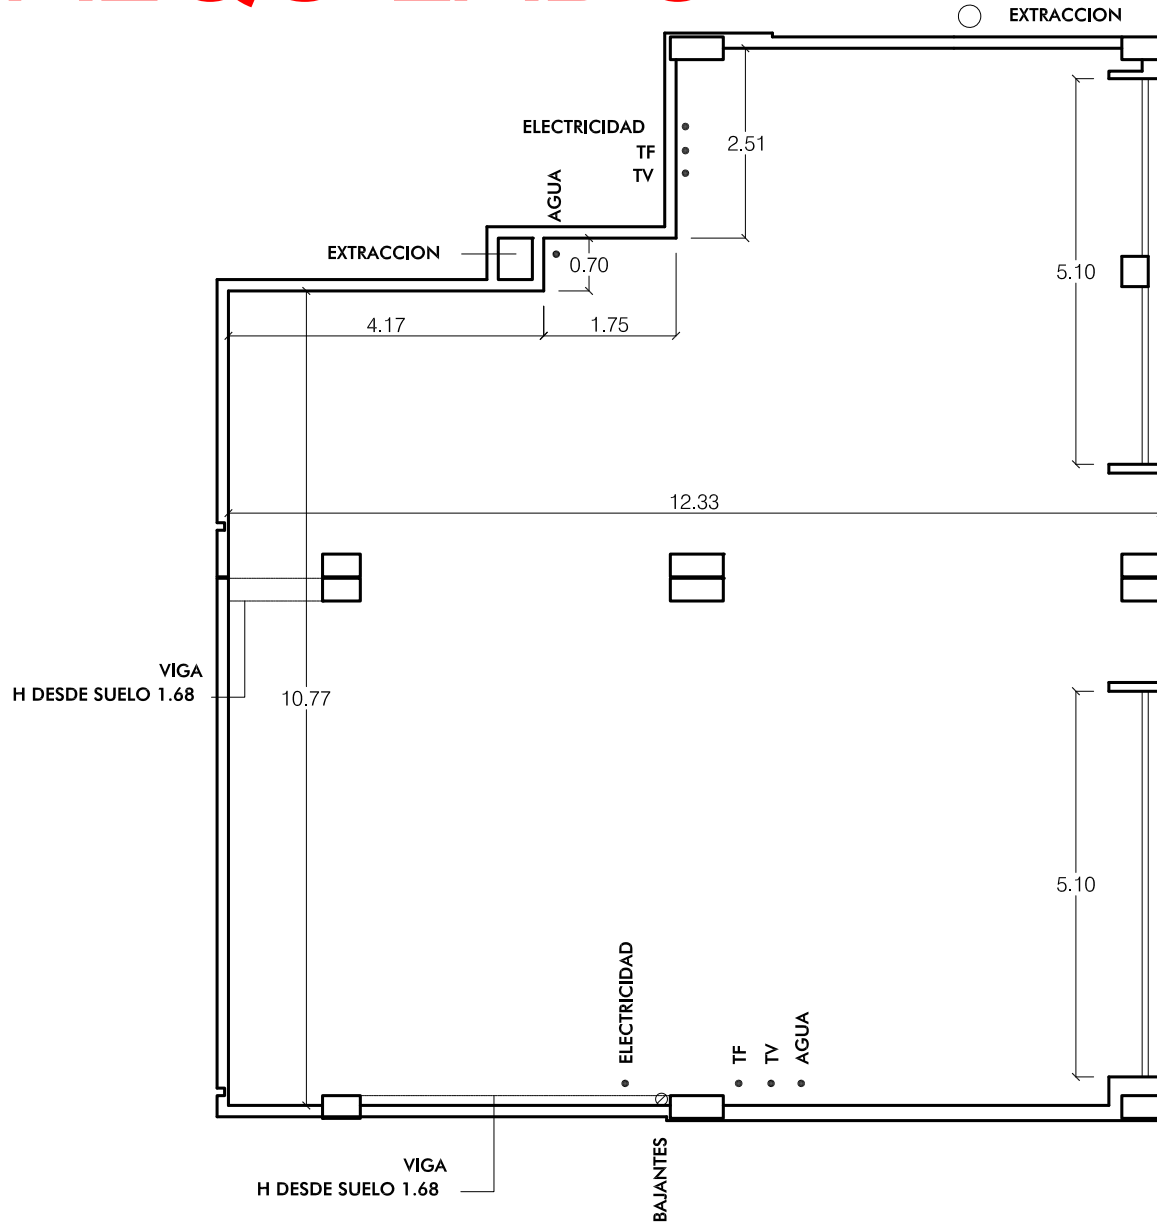 EXTRACCION
ELECTRICIDAD
TF
TV
2.51
AGUA
EXTRACCION
0.70
5.10
4.17
1.75
12.33
VIGA
H DESDE SUELO 1.68
10.77
5.10
ELECTRICIDAD
TF
TV
AGUA
VIGA
H DESDE SUELO 1.68
BAJANTES